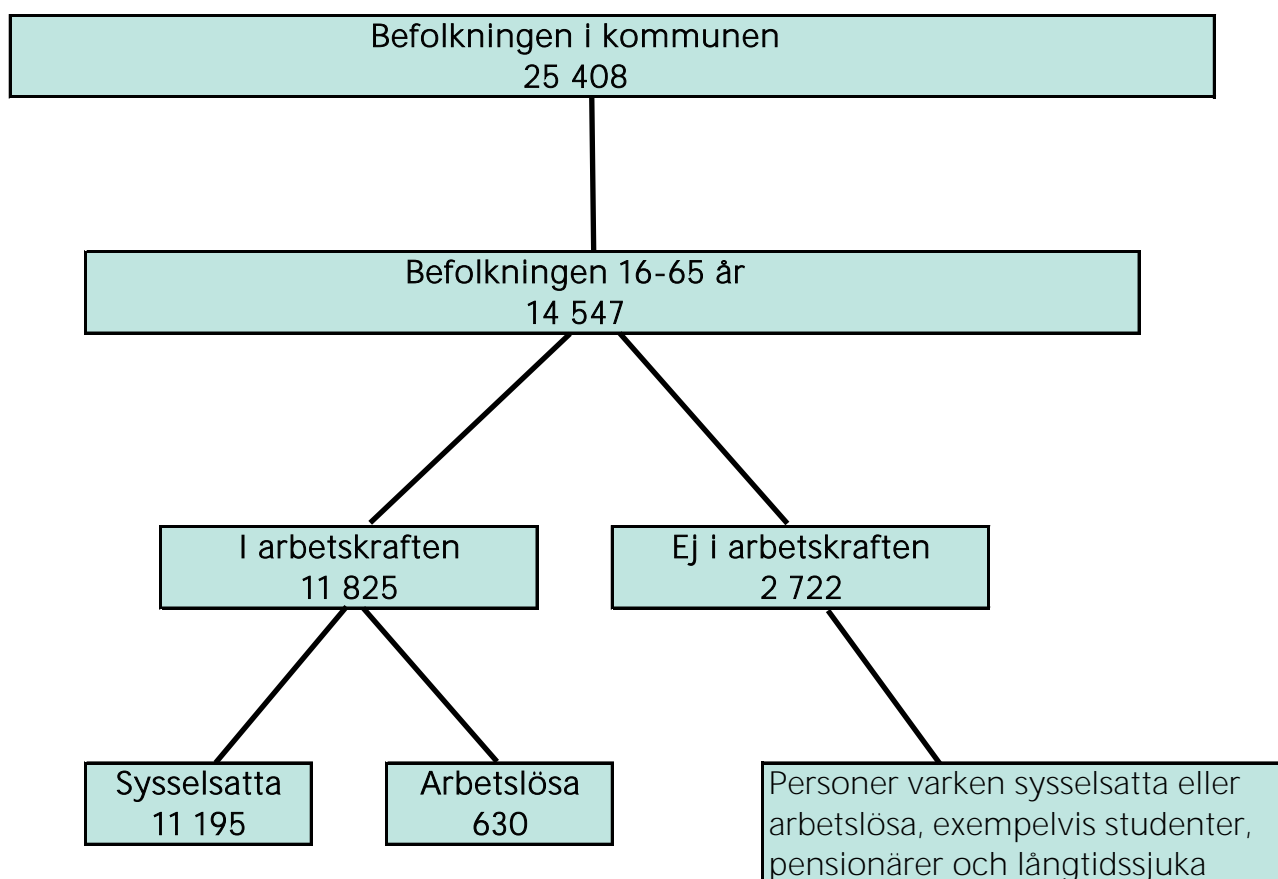 Befolkningen i kommunen
25 408
Befolkningen 16-65 år
14 547
I arbetskraften
11 825
Ej i arbetskraften
2 722
Sysselsatta
11 195
Arbetslösa
630
Personer varken sysselsatta eller
arbetslösa, exempelvis studenter,
pensionärer och långtidssjuka